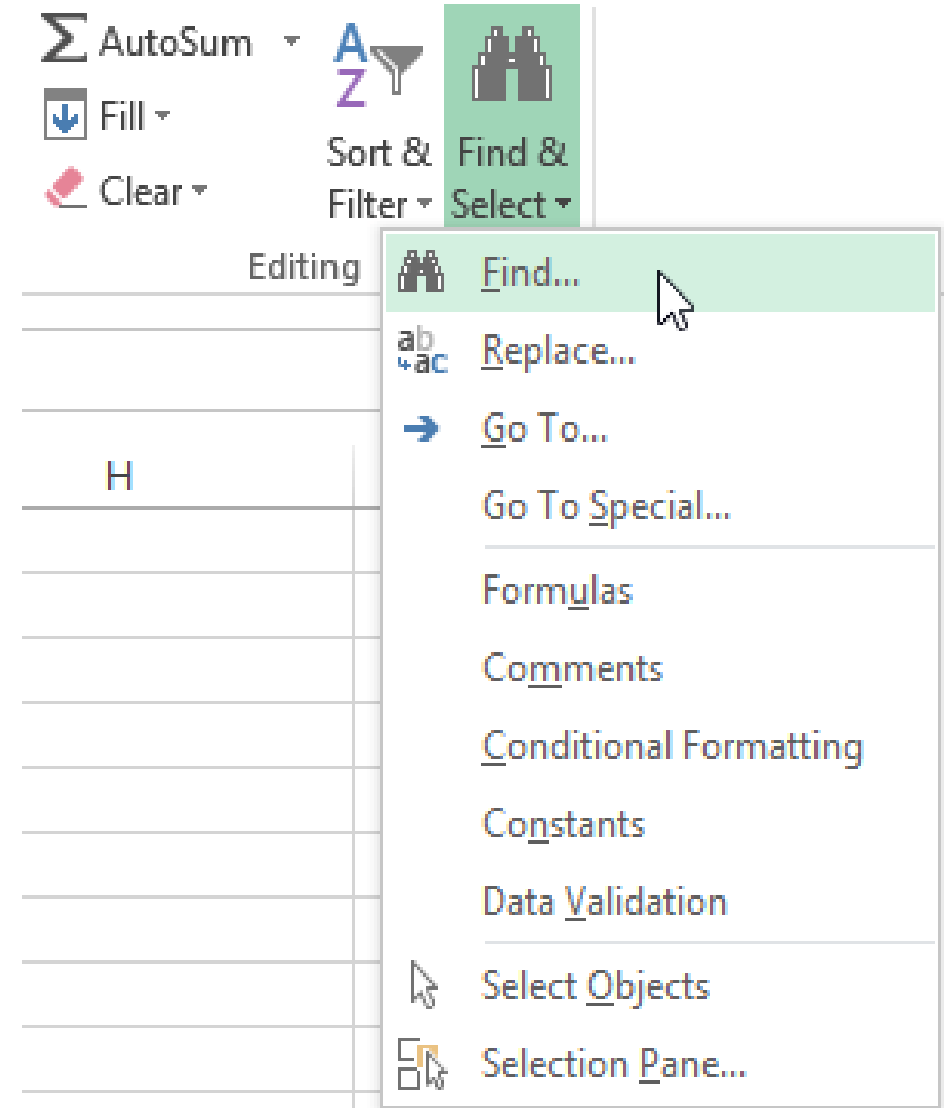 AutoSum
Fill
Clear
Sort &
Filter
Find &
Select
Editing
H
Find...
Replace...
Go To...
Go To Special...
Formulas
Comments
Conditional Formatting
Constants
Data Validation
Select Objects
Selection Pane...